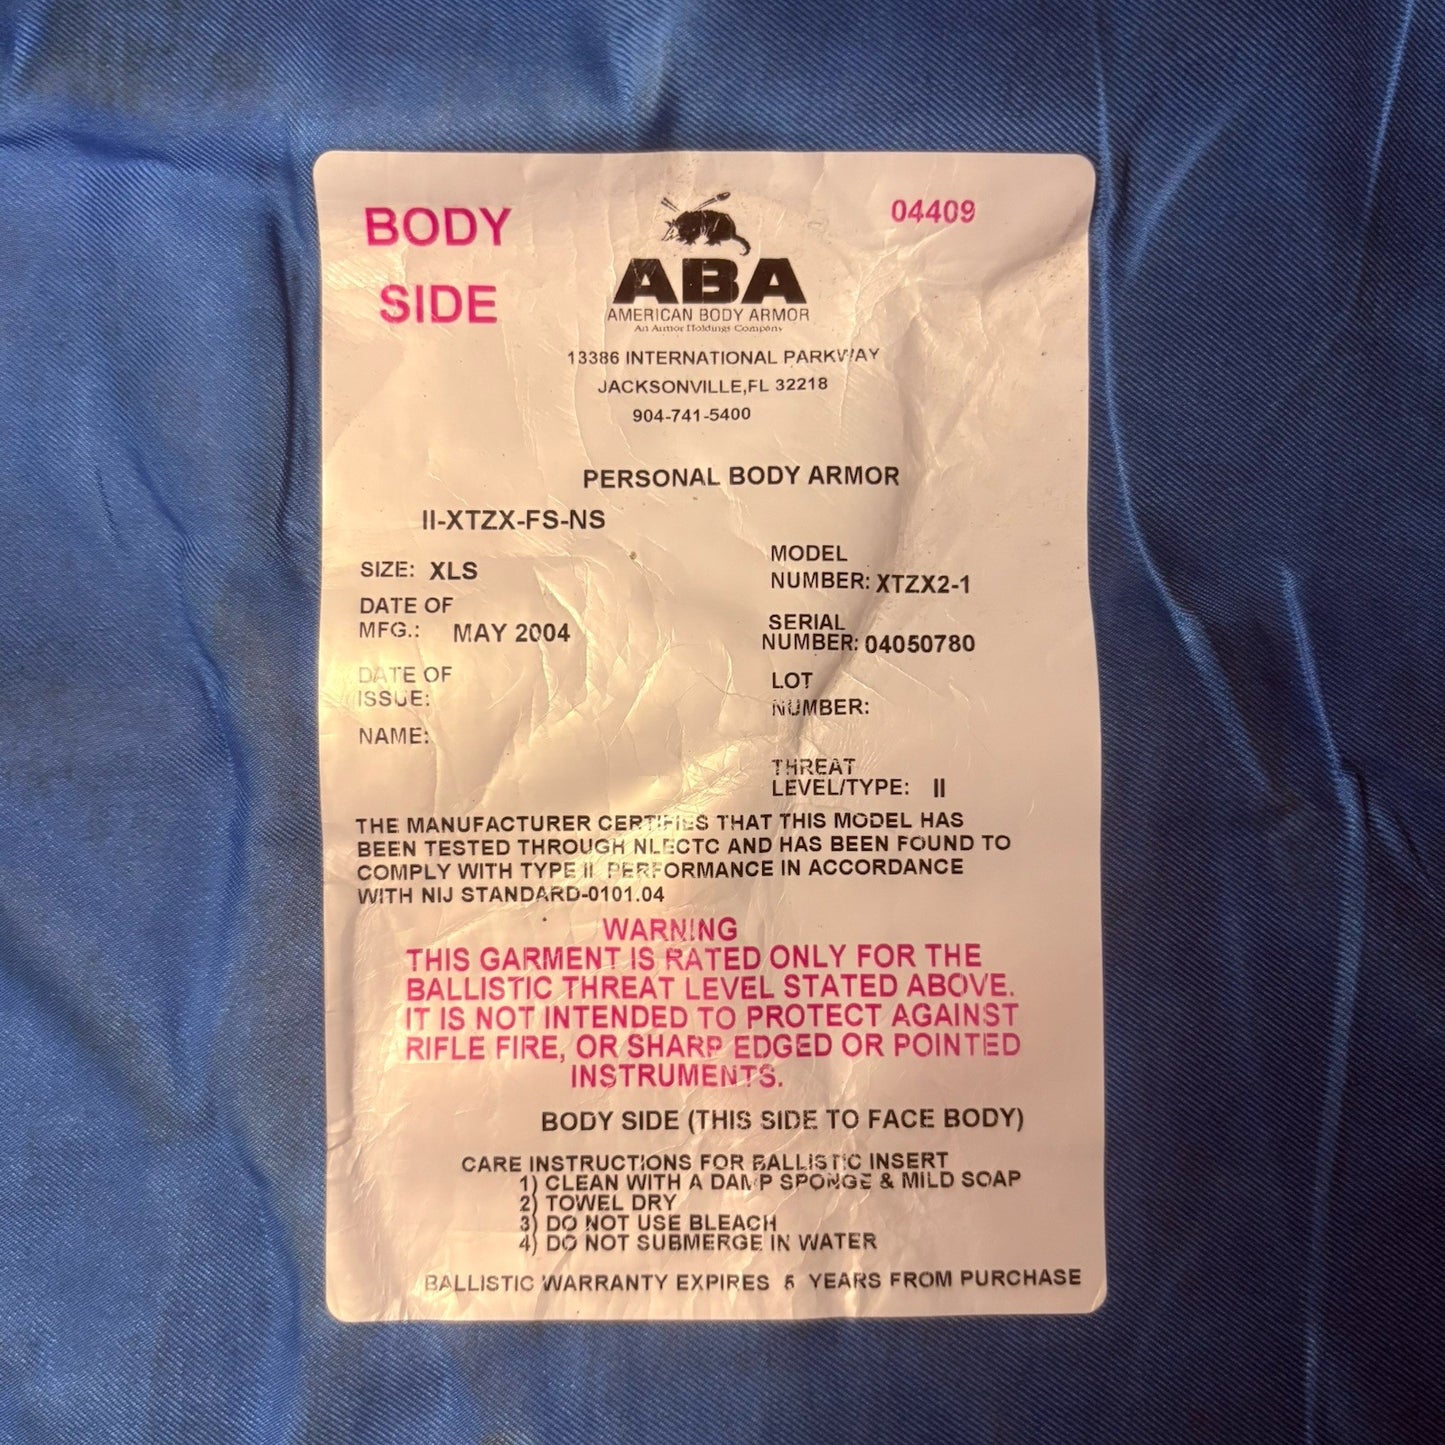 BODY
SIDE
04409
ABA
AMERICAN BODY ARMOR
An Armor Holdings Company
13386 INTERNATIONAL PARKWAY
JACKSONVILLE,FL 32218
904-741-5400
PERSONAL BODY ARMOR
II-XTZX-FS-NS
SIZE: XLS
DATE OF
MFG.: MAY 2004
DATE OF
ISSUE:
NAME:
MODEL
NUMBER: XTZX2-1
SERIAL
NUMBER: 04050780
LOT
NUMBER:
THREAT
LEVEL/TYPE: II
THE MANUFACTURER CERTIFIES THAT THIS MODEL HAS
BEEN TESTED THROUGH NLECTC AND HAS BEEN FOUND TO
COMPLY WITH TYPE II PERFORMANCE IN ACCORDANCE
WITH NIJ STANDARD-0101.04
WARNING
THIS GARMENT IS RATED ONLY FOR THE
BALLISTIC THREAT LEVEL STATED ABOVE.
IT IS NOT INTENDED TO PROTECT AGAINST
RIFLE FIRE, OR SHARP EDGED OR POINTED
INSTRUMENTS.
BODY SIDE (THIS SIDE TO FACE BODY)
CARE INSTRUCTIONS FOR BALLISTIC INSERT
1) CLEAN WITH A DAMP SPONGE & MILD SOAP
2) TOWEL DRY
3) DO NOT USE BLEACH
4) DO NOT SUBMERGE IN WATER
BALLISTIC WARRANTY EXPIRES YEARS FROM PURCHASE